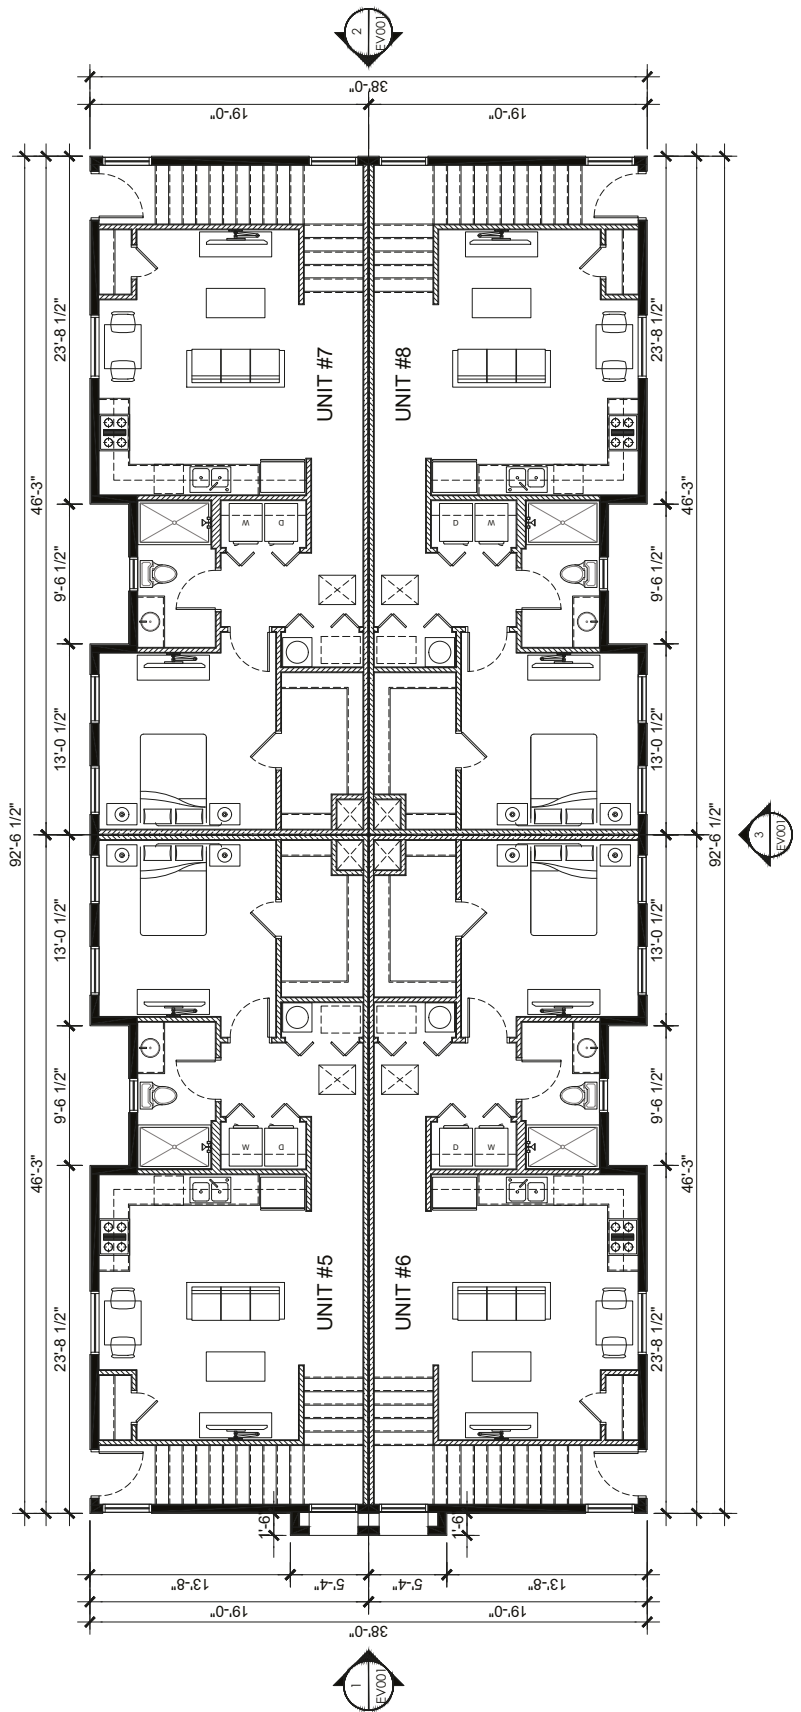 2
EV001
38'-0"
19'-0"
19'-0"
23'-8 1/2"
23'-8 1/2"
UNIT #7
UNIT #8
46'-3"
46'-3"
W
D
D
W
9'-6 1/2"
9'-6 1/2"
13'-0 1/2"
13'-0 1/2"
92'-6 1/2"
92'-6 1/2"
3
EV001
13'-0 1/2"
13'-0 1/2"
9'-6 1/2"
9'-6 1/2"
W
D
D
W
46'-3"
46'-3"
UNIT #5
UNIT #6
23'-8 1/2"
23'-8 1/2"
1'-6"
1'-6"
13'-8"
5'-4"
5'-4"
13'-8"
19'-0"
19'-0"
38'-0"
1
EV001